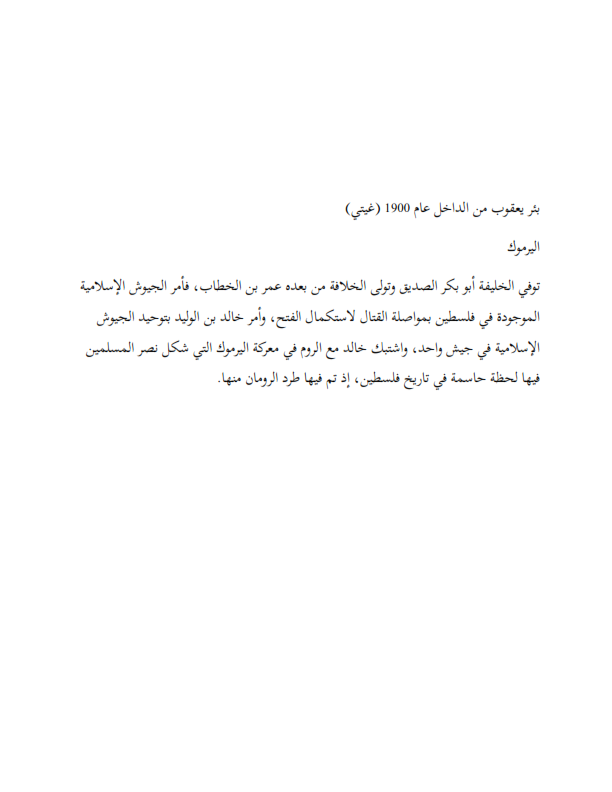 بئر يعقوب من الداخل عام 1900 (غيتي)
اليرموك
توفي الخليفة أبو بكر الصديق وتولى الخلافة من بعده عمر بن الخطاب، فأمر الجيوش الإسلامية
الموجودة في فلسطين بمواصلة القتال لاستكمال الفتح، وأمر خالد بن الوليد بتوحيد الجيوش
الإسلامية في جيش واحد، واشتبك خالد مع الروم في معركة اليرموك التي شكل نصر المسلمين
فيها لحظة حاسمة في تاريخ فلسطين، إذ تم فيها طرد الرومان منها.